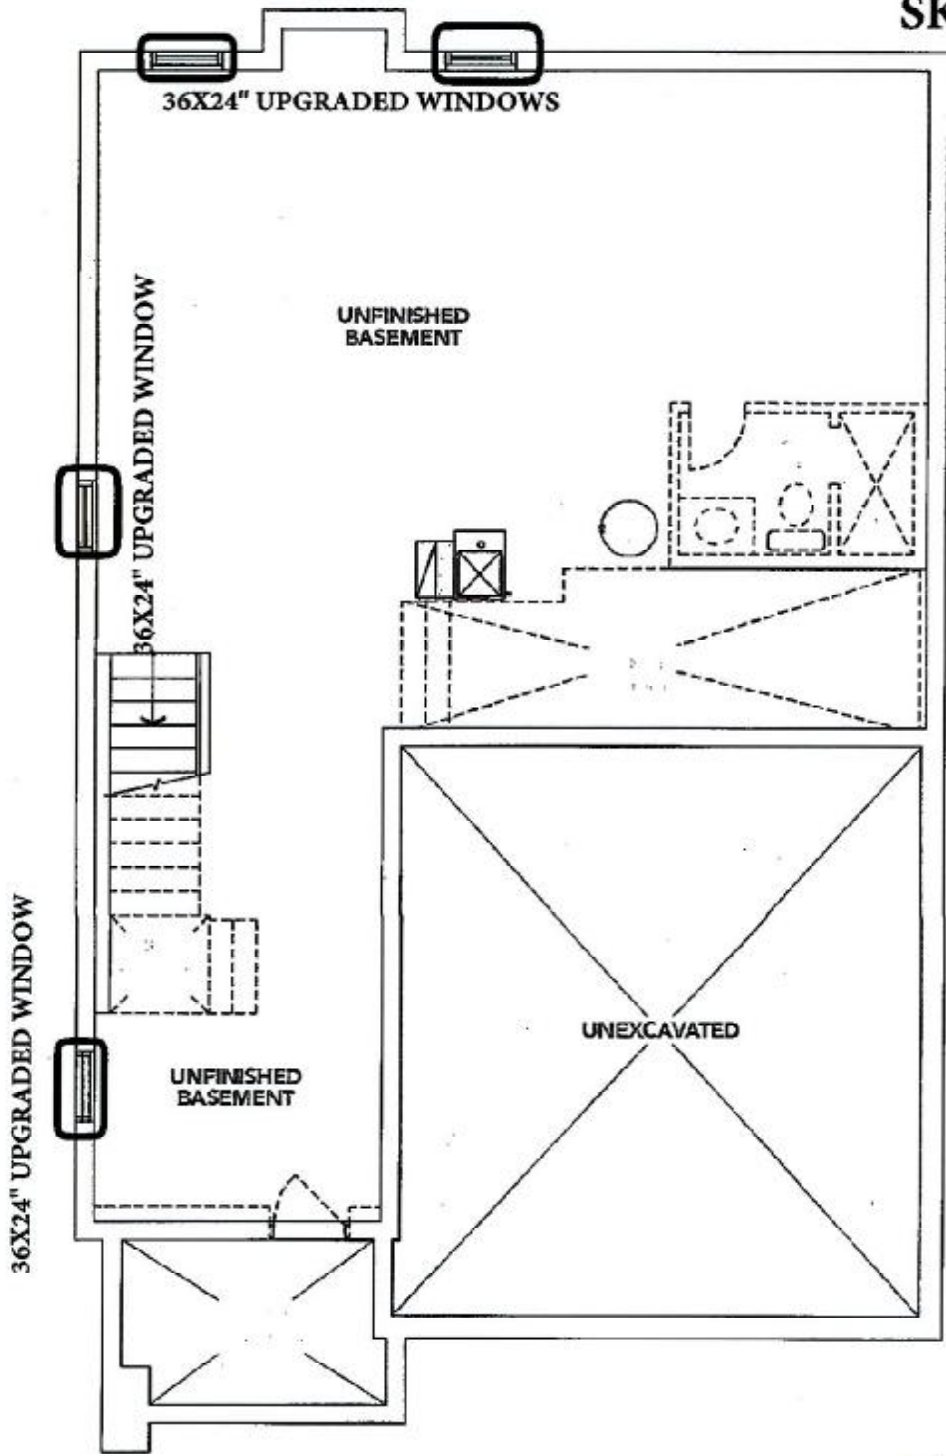 SK
36X24" UPGRADED WINDOWS
36X24" UPGRADED WINDOW
UNFINISHED
BASEMENT
36X24" UPGRADED WINDOW
UNEXCAVATED
UNFINISHED
BASEMENT